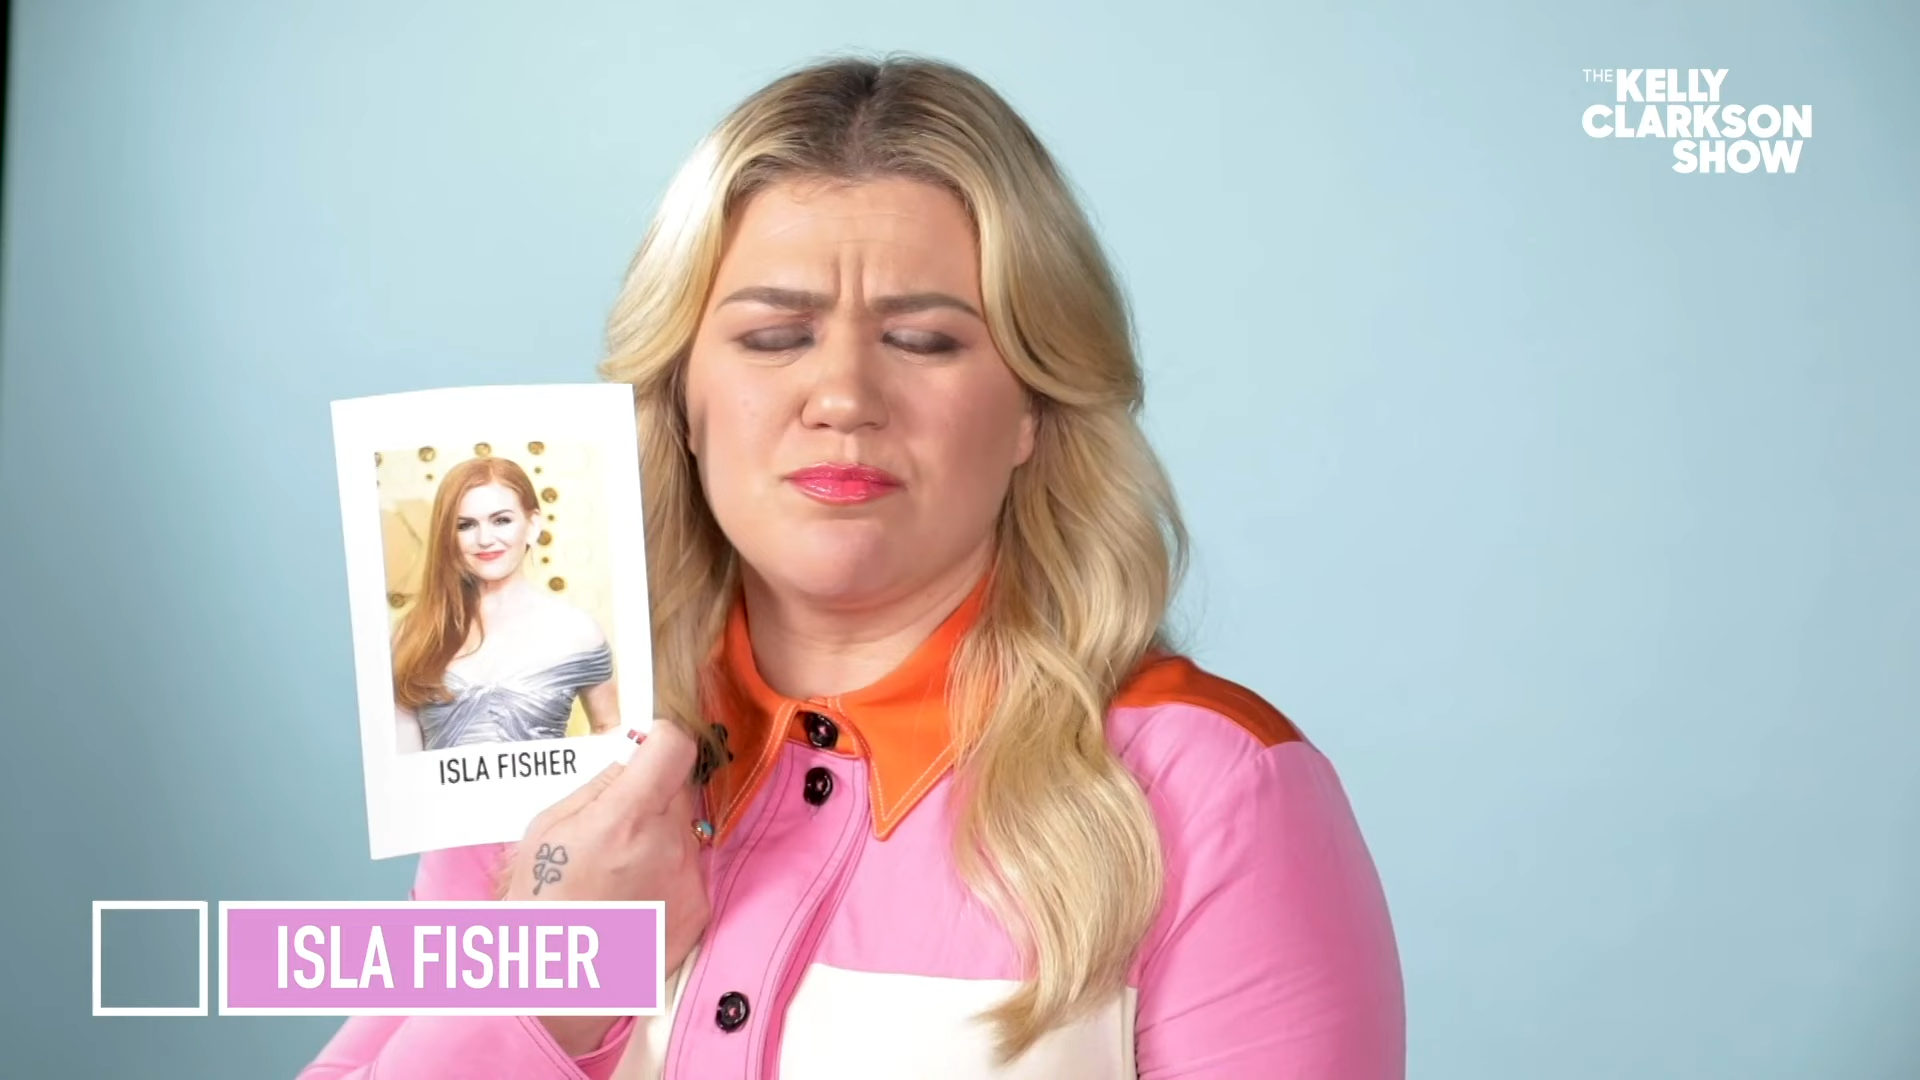 THE KELLY
CLARKSON
SHOW
ISLA FISHER
ISLA FISHER